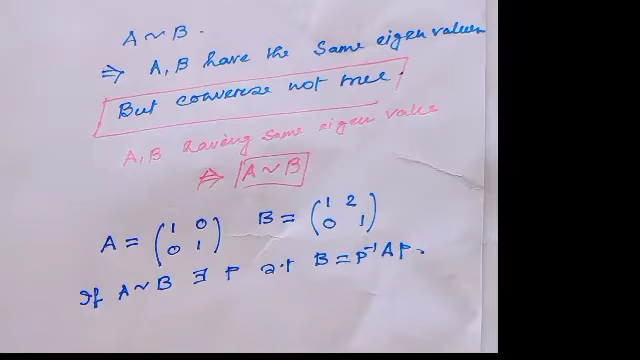 A ~ B.
⇒ A, B have the same eigen values
But converse not true.
A, B having same eigen value
⇏ A ~ B
A = (1 0 / 0 1) B = (1 2 / 0 1)
If A ~ B ∃ P s.t B = P⁻¹AP.